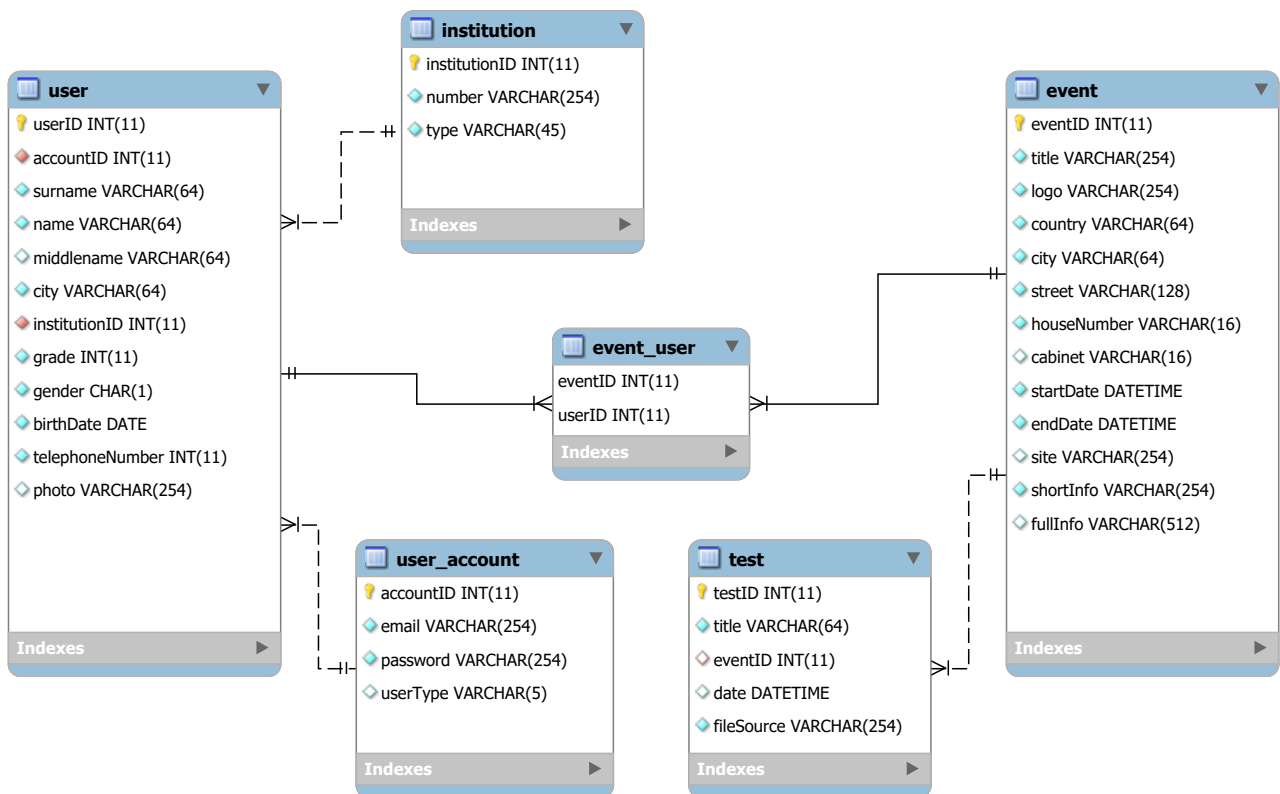 institution
institutionID INT(11)
number VARCHAR(254)
type VARCHAR(45)
Indexes
user
userID INT(11)
accountID INT(11)
surname VARCHAR(64)
name VARCHAR(64)
middlename VARCHAR(64)
city VARCHAR(64)
institutionID INT(11)
grade INT(11)
gender CHAR(1)
birthDate DATE
telephoneNumber INT(11)
photo VARCHAR(254)
Indexes
event
eventID INT(11)
title VARCHAR(254)
logo VARCHAR(254)
country VARCHAR(64)
city VARCHAR(64)
street VARCHAR(128)
houseNumber VARCHAR(16)
cabinet VARCHAR(16)
startDate DATETIME
endDate DATETIME
site VARCHAR(254)
shortInfo VARCHAR(254)
fullInfo VARCHAR(512)
Indexes
event_user
eventID INT(11)
userID INT(11)
Indexes
user_account
accountID INT(11)
email VARCHAR(254)
password VARCHAR(254)
userType VARCHAR(5)
Indexes
test
testID INT(11)
title VARCHAR(64)
eventID INT(11)
date DATETIME
fileSource VARCHAR(254)
Indexes